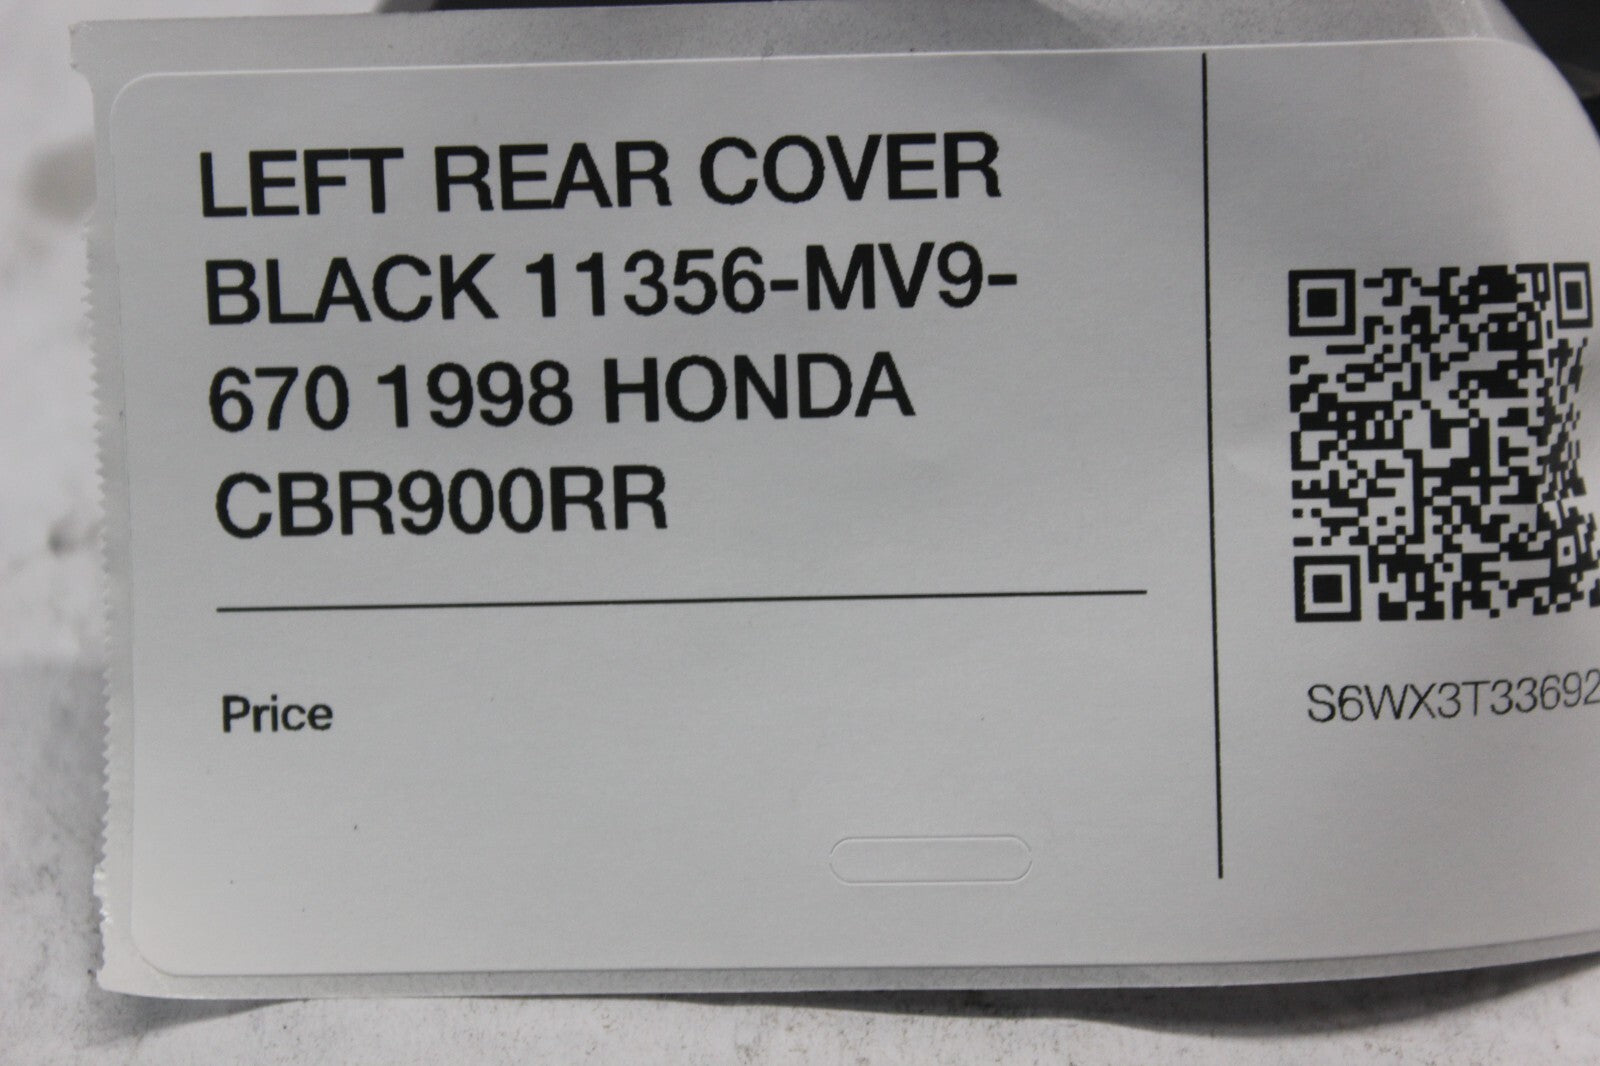 LEFT REAR COVER
BLACK 11356-MV9-
670 1998 HONDA
CBR900RR
Price
S6WX3T33692